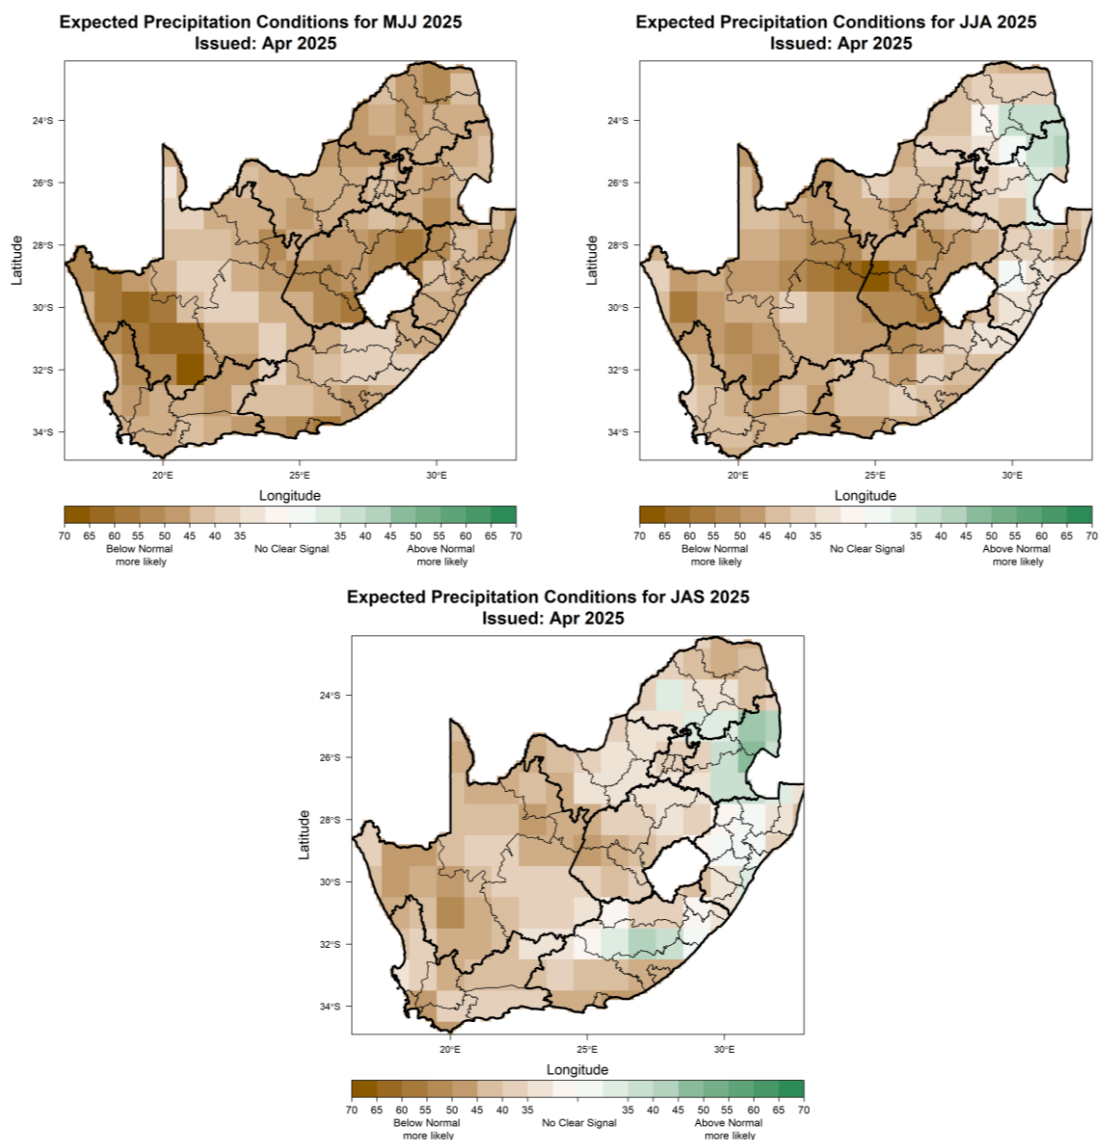 Expected Precipitation Conditions for MJJ 2025
Issued: Apr 2025
Latitude
24°S
26°S
28°S
30°S
32°S
34°S
20°E 25°E 30°E
Longitude
70 65 60 55 50 45 40 35 35 40 45 50 55 60 65 70
Below Normal more likely
No Clear Signal
Above Normal more likely
Expected Precipitation Conditions for JJA 2025
Issued: Apr 2025
Latitude
24°S
26°S
28°S
30°S
32°S
34°S
20°E 25°E 30°E
Longitude
70 65 60 55 50 45 40 35 35 40 45 50 55 60 65 70
Below Normal more likely
No Clear Signal
Above Normal more likely
Expected Precipitation Conditions for JAS 2025
Issued: Apr 2025
Latitude
24°S
26°S
28°S
30°S
32°S
34°S
20°E 25°E 30°E
Longitude
70 65 60 55 50 45 40 35 35 40 45 50 55 60 65 70
Below Normal more likely
No Clear Signal
Above Normal more likely